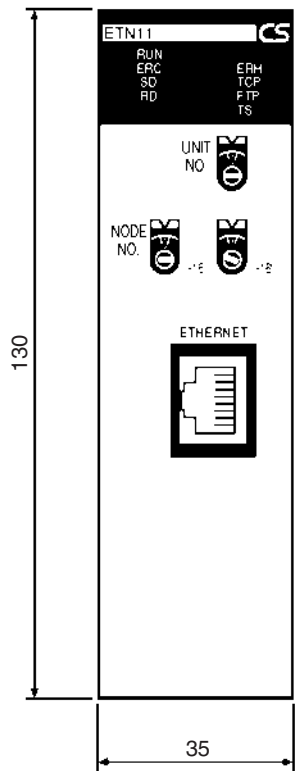 ETN11 CS
RUN
ERC ERH
SD TCP
RD FTP
TS
UNIT
NO
NODE
NO.
ETHERNET
130
35